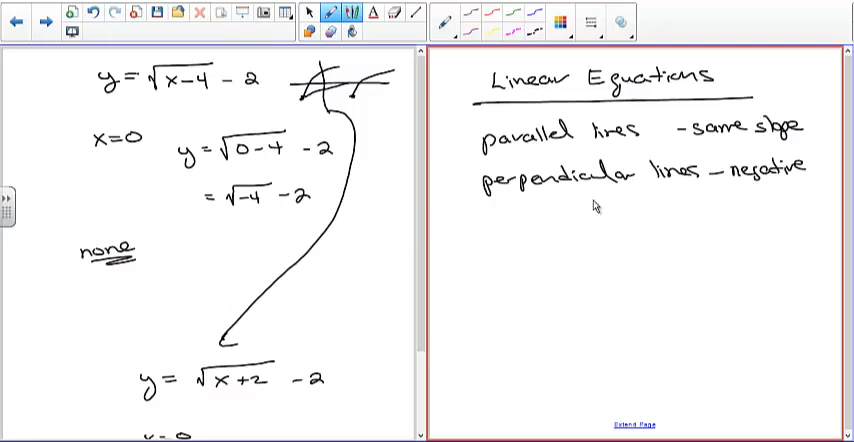 y = √x-4 - 2
x=0
y = √0-4 - 2
= √-4 - 2
none
y = √x+2 - 2
x=0
Linear Equations
parallel lines - same slope
perpendicular lines - negative
Extend Page